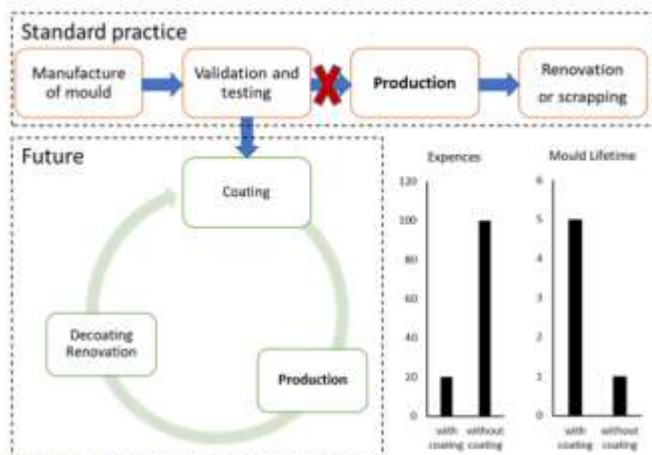 Standard practice
Manufacture
of mould
Validation and
testing
Production
Renovation
or scrapping
Future
Coating
Decoating
Renovation
Production
Expences
120
100
80
60
40
20
0
with
coating
without
coating
Mould Lifetime
6
5
4
3
2
1
0
with
coating
without
coating